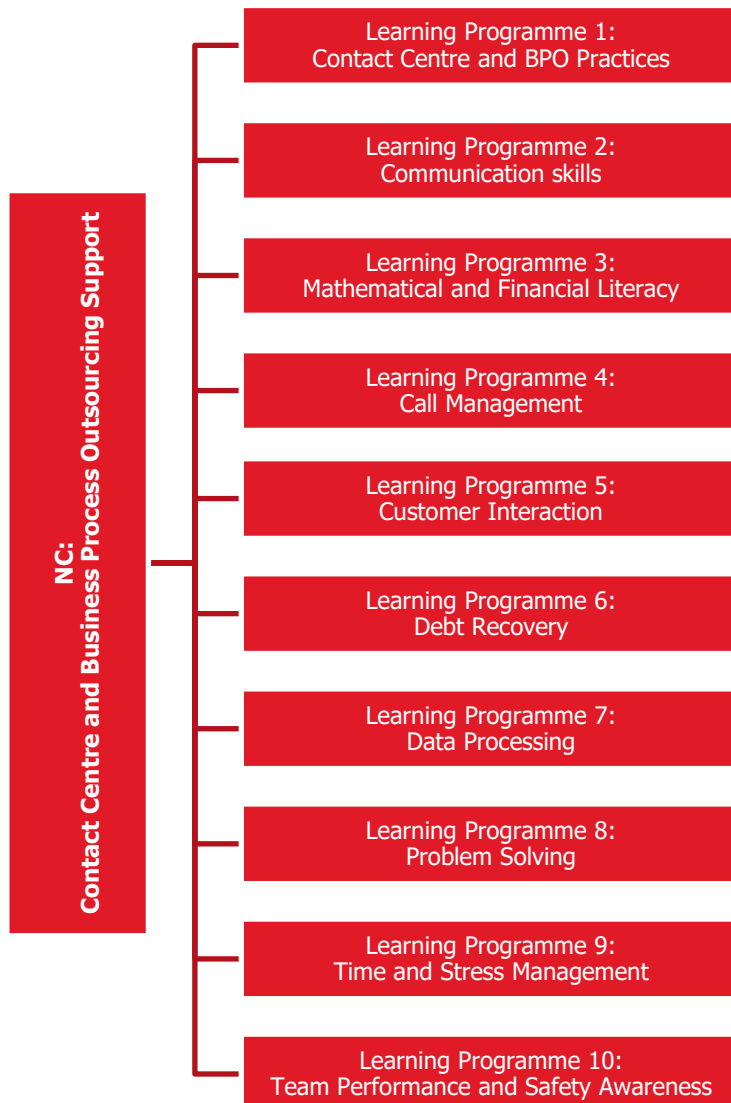 NC:
Contact Centre and Business Process Outsourcing Support
Learning Programme 1:
Contact Centre and BPO Practices
Learning Programme 2:
Communication skills
Learning Programme 3:
Mathematical and Financial Literacy
Learning Programme 4:
Call Management
Learning Programme 5:
Customer Interaction
Learning Programme 6:
Debt Recovery
Learning Programme 7:
Data Processing
Learning Programme 8:
Problem Solving
Learning Programme 9:
Time and Stress Management
Learning Programme 10:
Team Performance and Safety Awareness